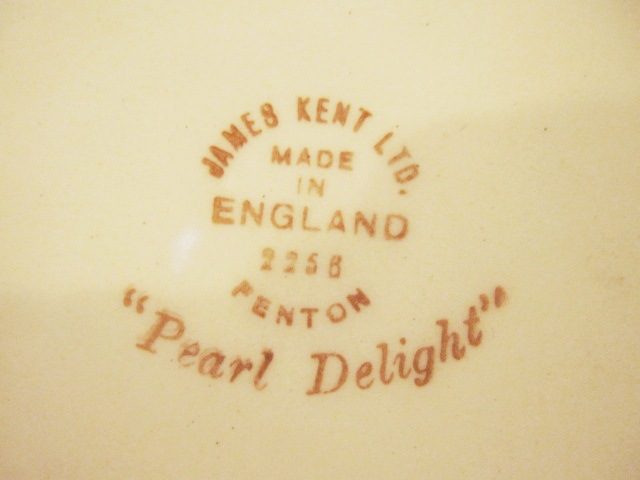 JAMES KENT LTD.
MADE
IN
ENGLAND
2256
FENTON
"Pearl Delight"